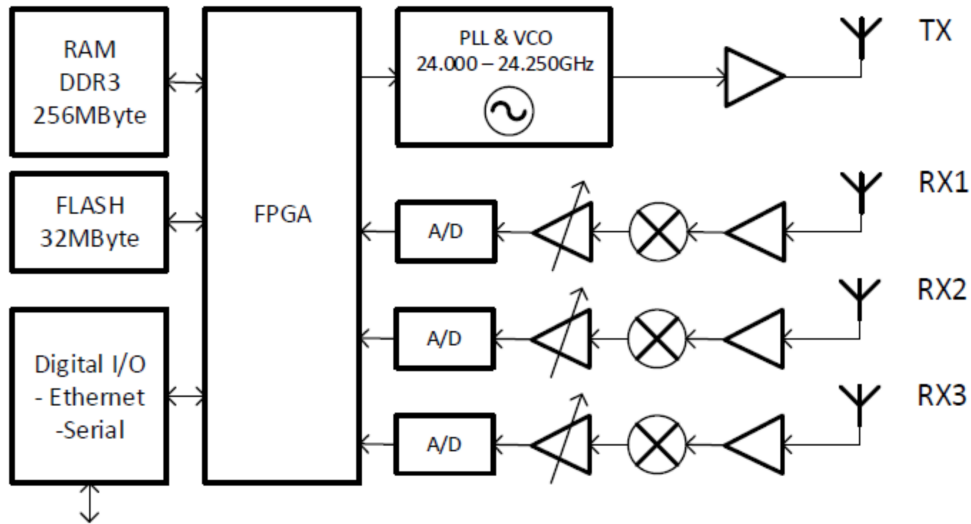 RAM
DDR3
256MByte
FLASH
32MByte
Digital I/O
- Ethernet
-Serial
FPGA
PLL & VCO
24.000 – 24.250GHz
TX
A/D
RX1
A/D
RX2
A/D
RX3